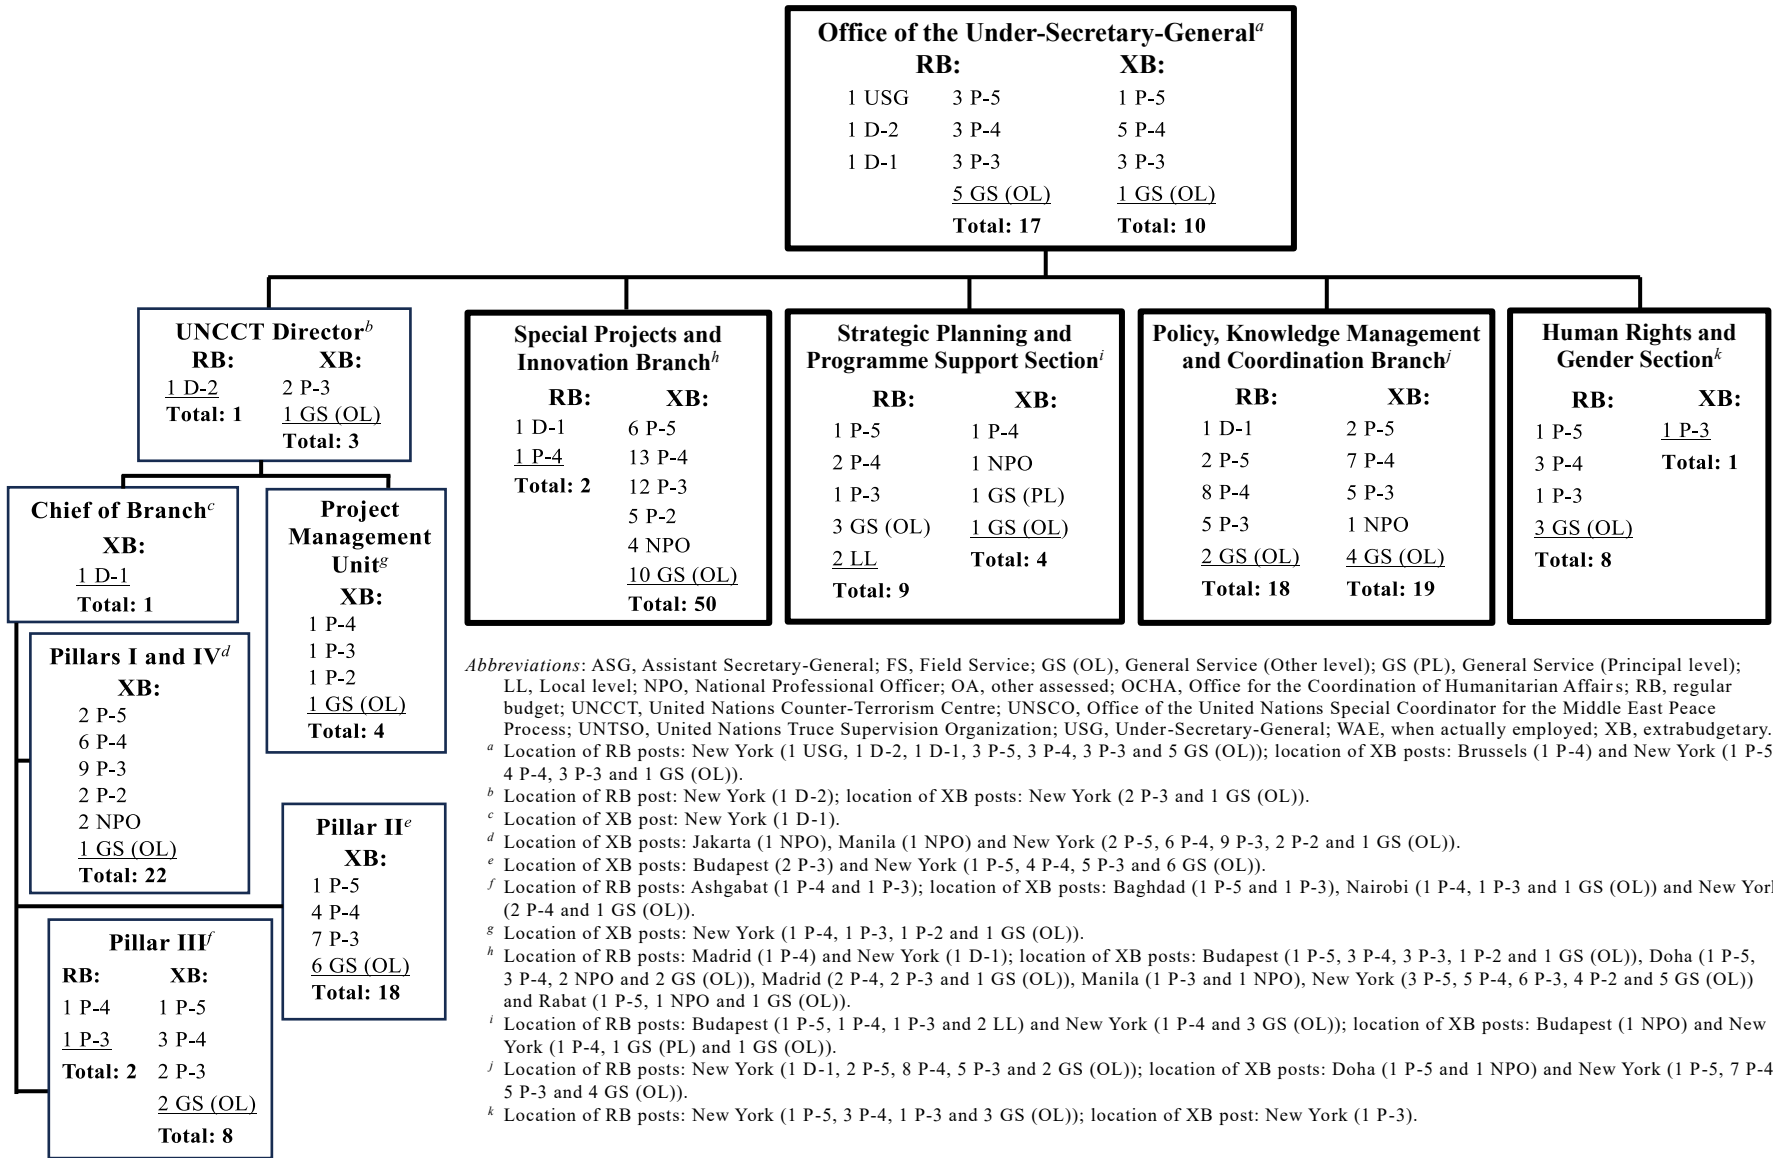 Office of the Under-Secretary-General^a
RB: XB:
1 USG 3 P-5 1 P-5
1 D-2 3 P-4 5 P-4
1 D-1 3 P-3 3 P-3
5 GS (OL) 1 GS (OL)
Total: 17 Total: 10
UNCCT Director^b
RB: XB:
1 D-2 2 P-3
Total: 1 1 GS (OL)
Total: 3
Special Projects and
Innovation Branch^h
RB: XB:
1 D-1 6 P-5
1 P-4 13 P-4
Total: 2 12 P-3
5 P-2
4 NPO
10 GS (OL)
Total: 50
Strategic Planning and
Programme Support Section^i
RB: XB:
1 P-5 1 P-4
2 P-4 1 NPO
1 P-3 1 GS (PL)
3 GS (OL) 1 GS (OL)
2 LL Total: 4
Total: 9
Policy, Knowledge Management
and Coordination Branch^j
RB: XB:
1 D-1 2 P-5
2 P-5 7 P-4
8 P-4 5 P-3
5 P-3 1 NPO
2 GS (OL) 4 GS (OL)
Total: 18 Total: 19
Human Rights and
Gender Section^k
RB: XB:
1 P-5 1 P-3
3 P-4 Total: 1
1 P-3
3 GS (OL)
Total: 8
Chief of Branch^c
XB:
1 D-1
Total: 1
Project
Management
Unit^g
XB:
1 P-4
1 P-3
1 P-2
1 GS (OL)
Total: 4
Pillars I and IV^d
XB:
2 P-5
6 P-4
9 P-3
2 P-2
2 NPO
1 GS (OL)
Total: 22
Pillar II^e
XB:
1 P-5
4 P-4
7 P-3
6 GS (OL)
Total: 18
Pillar III^f
RB: XB:
1 P-4 1 P-5
1 P-3 3 P-4
Total: 2 2 P-3
2 GS (OL)
Total: 8
Abbreviations: ASG, Assistant Secretary-General; FS, Field Service; GS (OL), General Service (Other level); GS (PL), General Service (Principal level);
LL, Local level; NPO, National Professional Officer; OA, other assessed; OCHA, Office for the Coordination of Humanitarian Affairs; RB, regular
budget; UNCCT, United Nations Counter-Terrorism Centre; UNSCO, Office of the United Nations Special Coordinator for the Middle East Peace
Process; UNTSO, United Nations Truce Supervision Organization; USG, Under-Secretary-General; WAE, when actually employed; XB, extrabudgetary.
^a Location of RB posts: New York (1 USG, 1 D-2, 1 D-1, 3 P-5, 3 P-4, 3 P-3 and 5 GS (OL)); location of XB posts: Brussels (1 P-4) and New York (1 P-5
4 P-4, 3 P-3 and 1 GS (OL)).
^b Location of RB post: New York (1 D-2); location of XB posts: New York (2 P-3 and 1 GS (OL)).
^c Location of XB post: New York (1 D-1).
^d Location of XB posts: Jakarta (1 NPO), Manila (1 NPO) and New York (2 P-5, 6 P-4, 9 P-3, 2 P-2 and 1 GS (OL)).
^e Location of XB posts: Budapest (2 P-3) and New York (1 P-5, 4 P-4, 5 P-3 and 6 GS (OL)).
^f Location of RB posts: Ashgabat (1 P-4 and 1 P-3); location of XB posts: Baghdad (1 P-5 and 1 P-3), Nairobi (1 P-4, 1 P-3 and 1 GS (OL)) and New York
(2 P-4 and 1 GS (OL)).
^g Location of XB posts: New York (1 P-4, 1 P-3, 1 P-2 and 1 GS (OL)).
^h Location of RB posts: Madrid (1 P-4) and New York (1 D-1); location of XB posts: Budapest (1 P-5, 3 P-4, 3 P-3, 1 P-2 and 1 GS (OL)), Doha (1 P-5,
3 P-4, 2 NPO and 2 GS (OL)), Madrid (2 P-4, 2 P-3 and 1 GS (OL)), Manila (1 P-3 and 1 NPO), New York (3 P-5, 5 P-4, 6 P-3, 4 P-2 and 5 GS (OL))
and Rabat (1 P-5, 1 NPO and 1 GS (OL)).
^i Location of RB posts: Budapest (1 P-5, 1 P-4, 1 P-3 and 2 LL) and New York (1 P-4 and 3 GS (OL)); location of XB posts: Budapest (1 NPO) and New
York (1 P-4, 1 GS (PL) and 1 GS (OL)).
^j Location of RB posts: New York (1 D-1, 2 P-5, 8 P-4, 5 P-3 and 2 GS (OL)); location of XB posts: Doha (1 P-5 and 1 NPO) and New York (1 P-5, 7 P-4
5 P-3 and 4 GS (OL)).
^k Location of RB posts: New York (1 P-5, 3 P-4, 1 P-3 and 3 GS (OL)); location of XB post: New York (1 P-3).